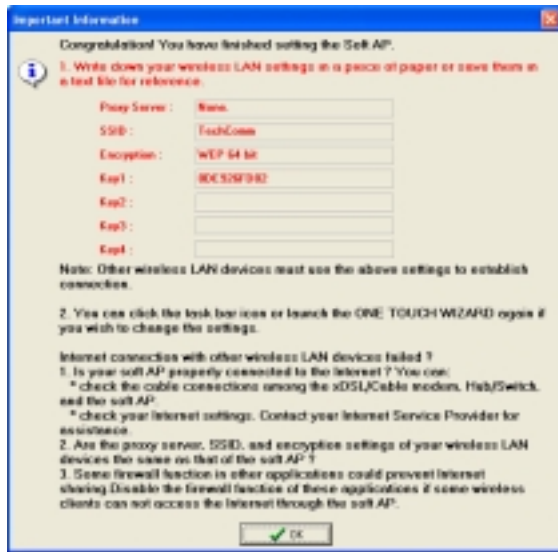 Important Information
Congratulation! You have finished setting the Soft AP.
1. Write down your wireless LAN settings in a piece of paper or save them in
a text file for reference.
Proxy Server : None.
SSID : TechComm
Encryption : WEP 64 bit
Key1 :
Key2 :
Key3 :
Key4 :
Note: Other wireless LAN devices must use the above settings to establish
connection.
2. You can click the task bar icon or launch the ONE TOUCH WIZARD again if
you wish to change the settings.
Internet connection with other wireless LAN devices failed ?
1. Is your soft AP properly connected to the Internet ? You can:
* check the cable connections among the xDSL/Cable modem, Hub/Switch,
and the soft AP.
* check your Internet settings. Contact your Internet Service Provider for
assistance.
2. Are the proxy server, SSID, and encryption settings of your wireless LAN
devices the same as that of the soft AP ?
3. Some firewall function in other applications could prevent Internet
sharing.Disable the firewall function of these applications if some wireless
clients can not access the Internet through the soft AP.
OK